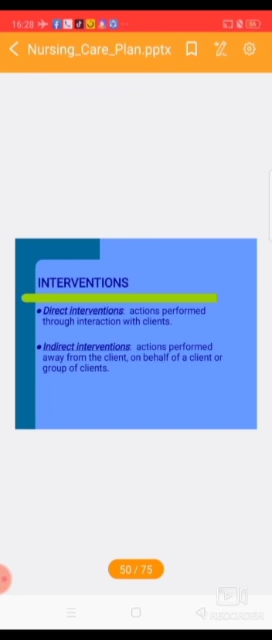 16:28
Nursing_Care_Plan.pptx
INTERVENTIONS
• Direct interventions: actions performed
through interaction with clients.
• Indirect interventions: actions performed
away from the client, on behalf of a client or
group of clients.
50 / 75